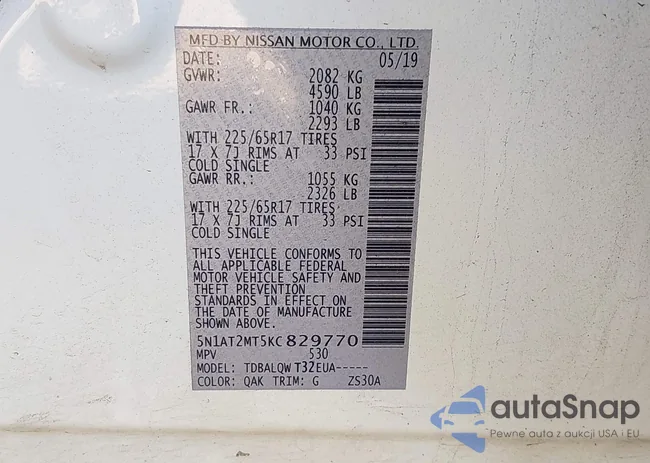 MFD BY NISSAN MOTOR CO., LTD.
DATE: 05/19
GVWR: 2082 KG
4590 LB
GAWR FR.: 1040 KG
2293 LB
WITH 225/65R17 TIRES
17 X 7J RIMS AT 33 PSI
COLD SINGLE
GAWR RR.: 1055 KG
2326 LB
WITH 225/65R17 TIRES
17 X 7J RIMS AT 33 PSI
COLD SINGLE
THIS VEHICLE CONFORMS TO
ALL APPLICABLE FEDERAL
MOTOR VEHICLE SAFETY AND
THEFT PREVENTION
STANDARDS IN EFFECT ON
THE DATE OF MANUFACTURE
SHOWN ABOVE.
5N1AT2MT5KC829770
MPV 530
MODEL: TDBALQW T32EUA-----
COLOR: QAK TRIM: G ZS30A
autaSnap
Pewne auta z aukcji USA i EU